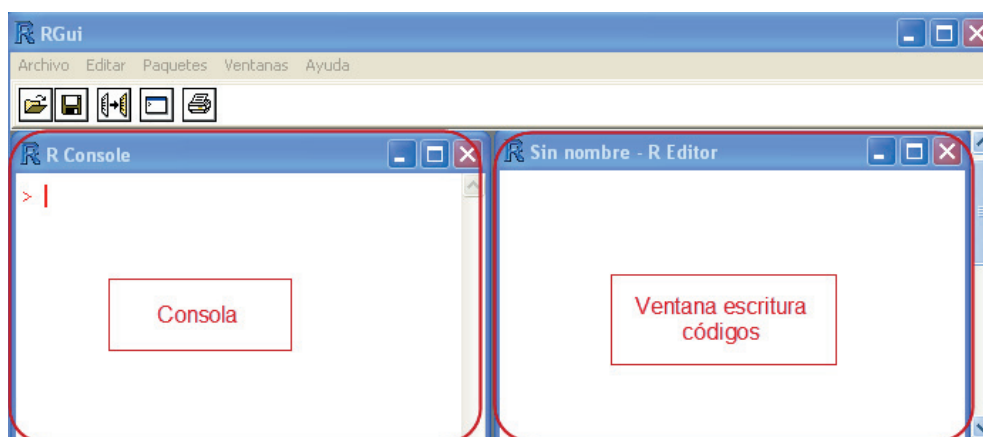 RGui
Archivo Editar Paquetes Ventanas Ayuda
R Console
>
Consola
Sin nombre - R Editor
Ventana escritura
códigos